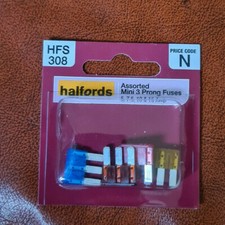 HFS
308
PRICE CODE
N
halfords
Assorted
Mini 3 Prong Fuses